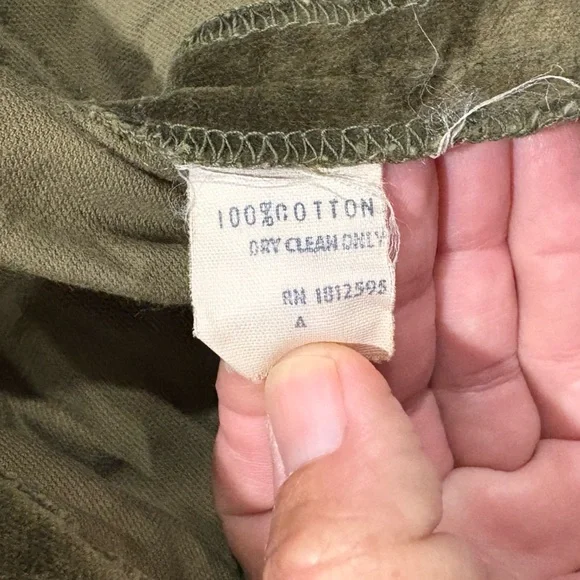 100%COTTON
DRY CLEAN ONLY
RN 1812595
A